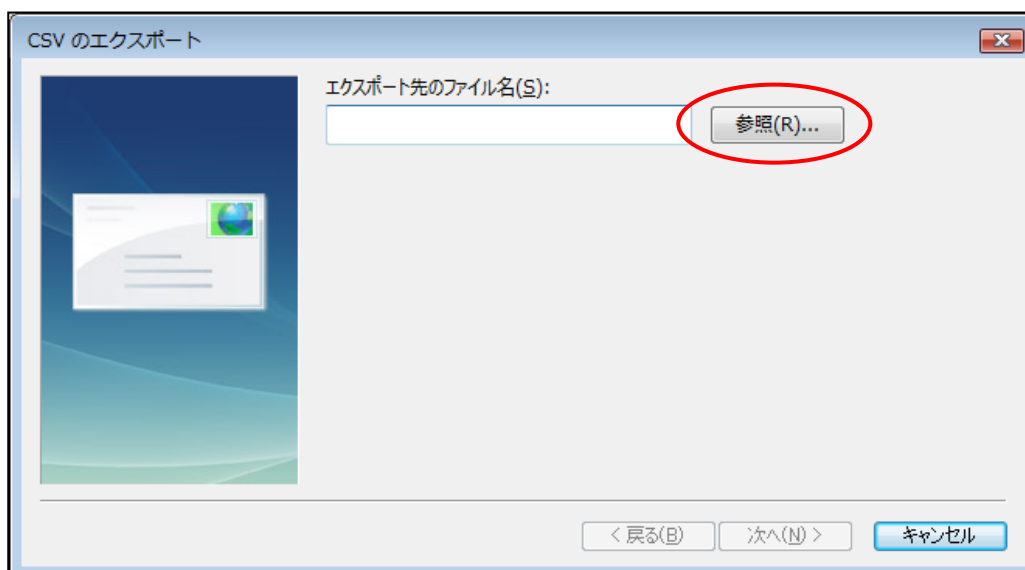 CSV のエクスポート
エクスポート先のファイル名(S):
参照(R)...
< 戻る(B)
次へ(N) >
キャンセル